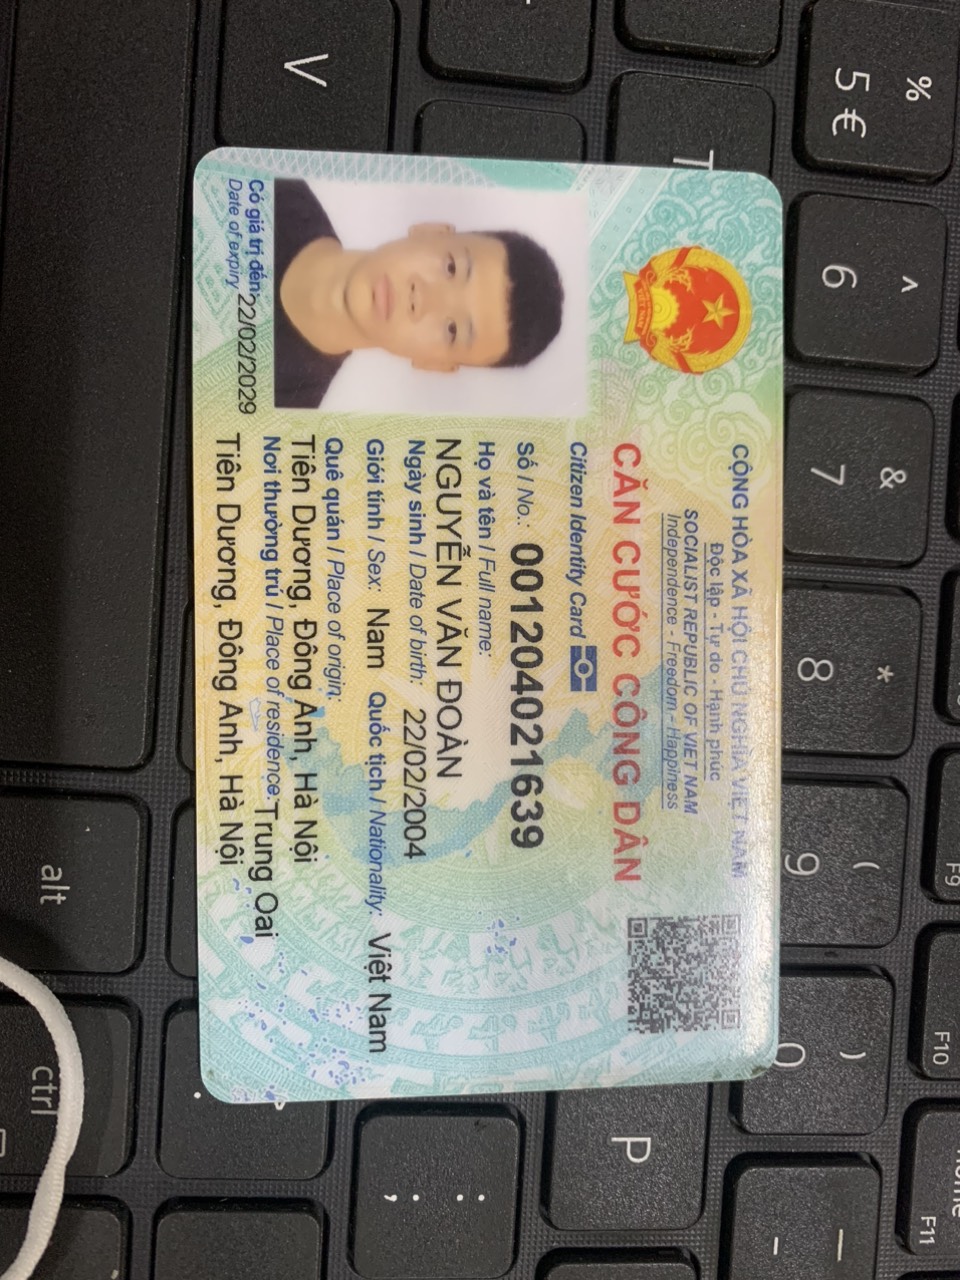 CỘNG HÒA XÃ HỘI CHỦ NGHĨA VIỆT NAM
Độc lập - Tự do - Hạnh phúc
SOCIALIST REPUBLIC OF VIET NAM
Independence - Freedom - Happiness
CĂN CƯỚC CÔNG DÂN
Citizen Identity Card
Số / No.: 001204021639
Họ và tên / Full name:
NGUYỄN VĂN ĐOÀN
Ngày sinh / Date of birth: 22/02/2004
Giới tính / Sex: Nam Quốc tịch / Nationality: Việt Nam
Quê quán / Place of origin:
Tiên Dương, Đông Anh, Hà Nội
Nơi thường trú / Place of residence: Trung Oai
Tiên Dương, Đông Anh, Hà Nội
Có giá trị đến: 22/02/2029
Date of expiry
V
T
%
5 €
^
6
&
7
*
8
(
9
)
0
P
:
;
_
-
alt
ctrl
F9
F10
F11